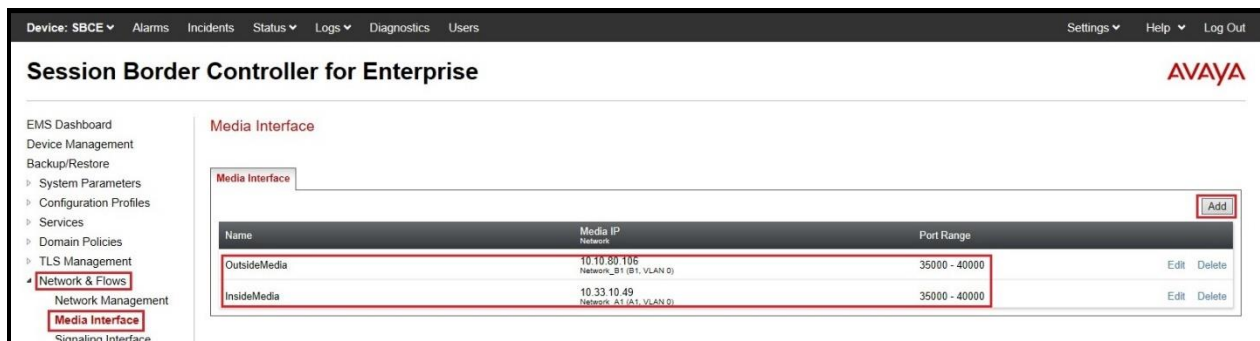 Device: SBCE Alarms Incidents Status Logs Diagnostics Users Settings Help Log Out
Session Border Controller for Enterprise
AVAYA
EMS Dashboard
Device Management
Backup/Restore
System Parameters
Configuration Profiles
Services
Domain Policies
TLS Management
Network & Flows
Network Management
Media Interface
Signaling Interface
Media Interface
Media Interface
Add
Name Media IP Network Port Range
OutsideMedia 10.10.80.106 35000 - 40000 Edit Delete
Network_B1 (B1, VLAN 0)
InsideMedia 10.33.10.49 35000 - 40000 Edit Delete
Network_A1 (A1, VLAN 0)